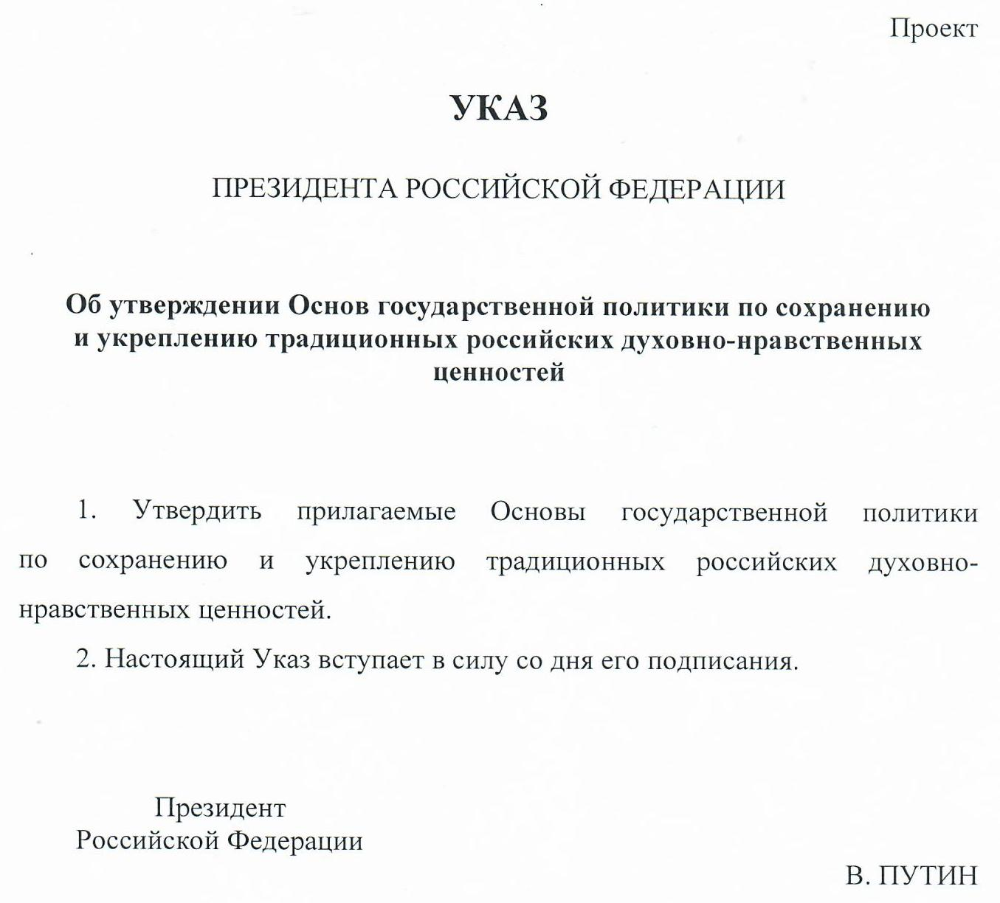 Проект
УКАЗ
ПРЕЗИДЕНТА РОССИЙСКОЙ ФЕДЕРАЦИИ
Об утверждении Основ государственной политики по сохранению
и укреплению традиционных российских духовно-нравственных
ценностей
1. Утвердить прилагаемые Основы государственной политики
по сохранению и укреплению традиционных российских духовно-
нравственных ценностей.
2. Настоящий Указ вступает в силу со дня его подписания.
Президент
Российской Федерации
В. ПУТИН